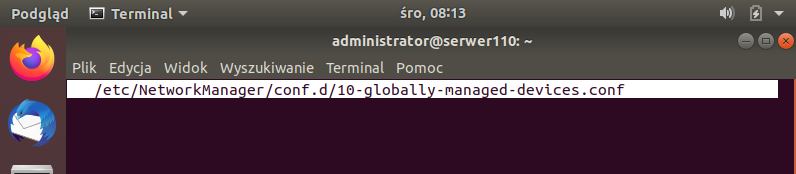 Podgląd Terminal śro, 08:13
administrator@serwer110: ~
Plik Edycja Widok Wyszukiwanie Terminal Pomoc
/etc/NetworkManager/conf.d/10-globally-managed-devices.conf